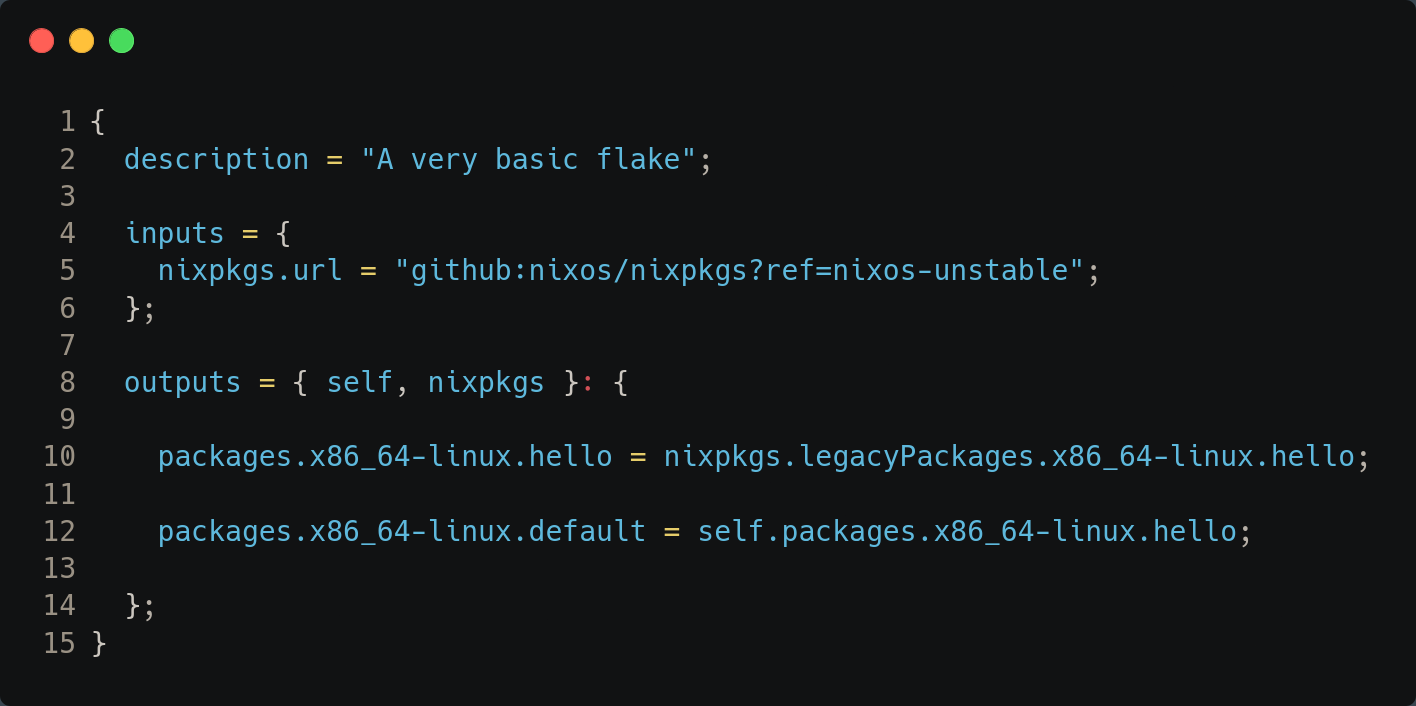 1 {
2   description = "A very basic flake";
3
4   inputs = {
5     nixpkgs.url = "github:nixos/nixpkgs?ref=nixos-unstable";
6   };
7
8   outputs = { self, nixpkgs }: {
9
10     packages.x86_64-linux.hello = nixpkgs.legacyPackages.x86_64-linux.hello;
11
12     packages.x86_64-linux.default = self.packages.x86_64-linux.hello;
13
14   };
15 }